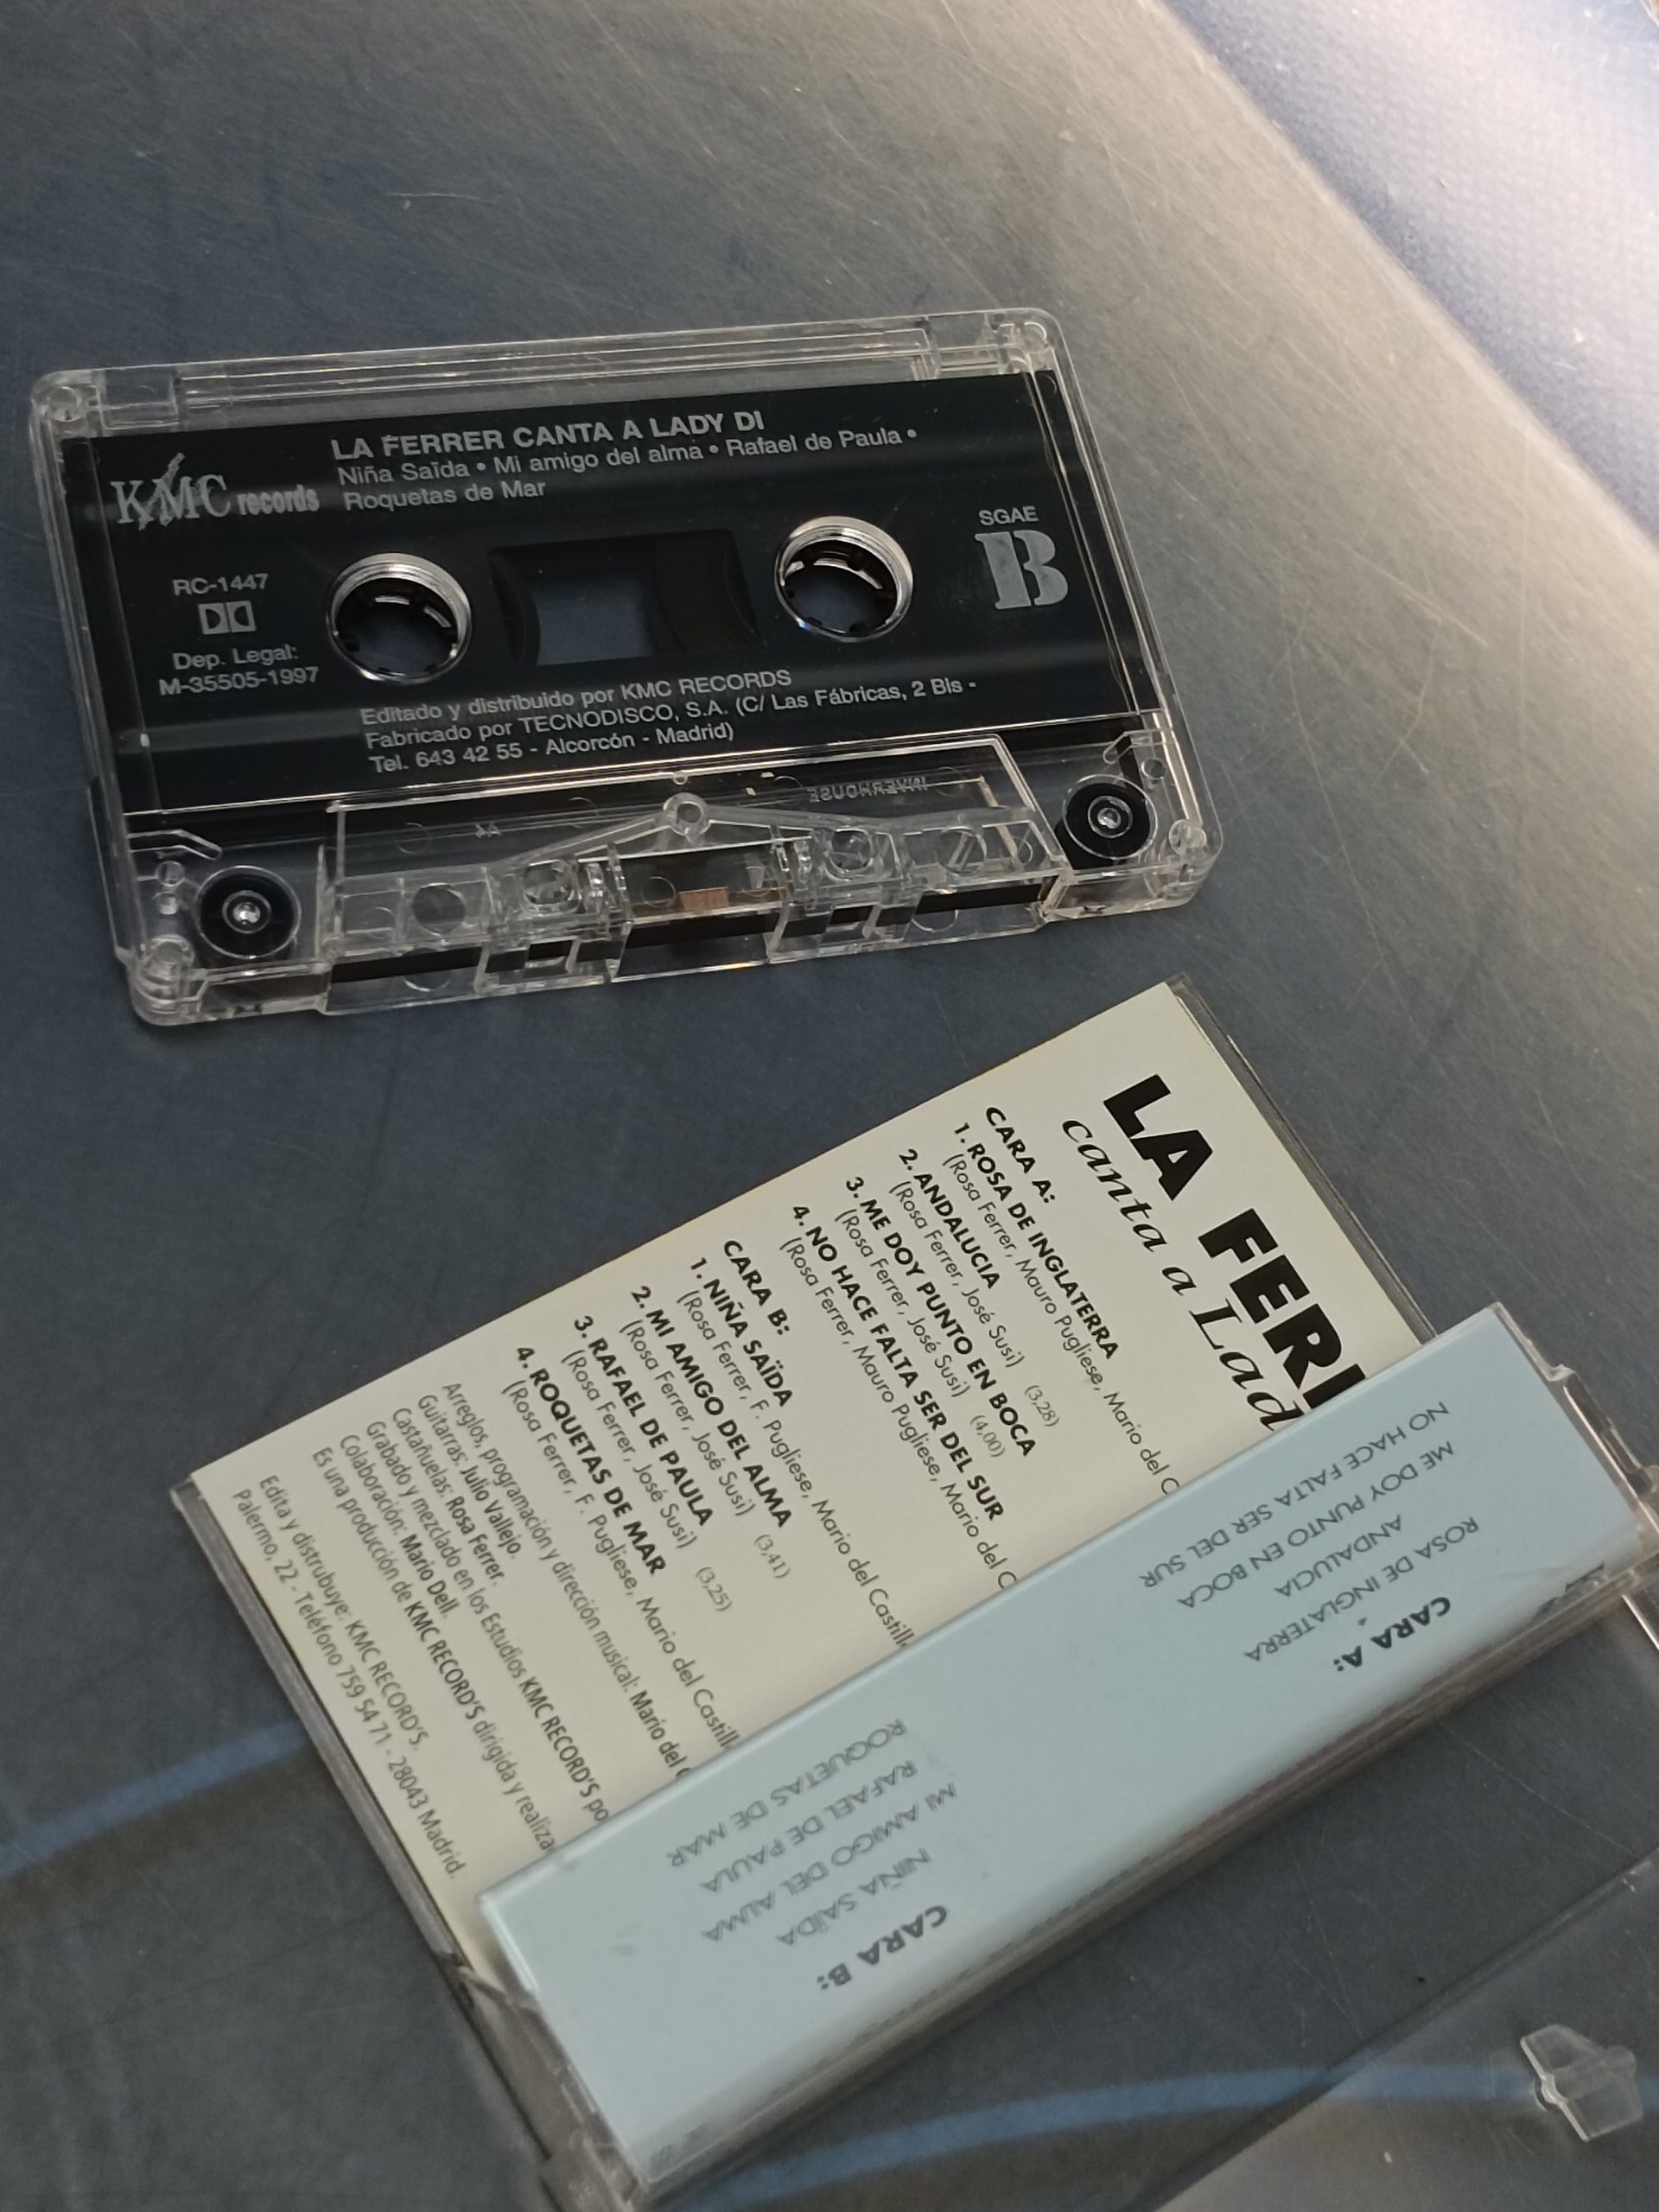 LA FERRER CANTA A LADY DI
Niña Saïda • Mi amigo del alma • Rafael de Paula •
Roquetas de Mar
KMC records
SGAE
B
RC-1447
Dep. Legal:
M-35505-1997
Editado y distribuido por KMC RECORDS
Fabricado por TECNODISCO, S.A. (C/ Las Fábricas, 2 Bis -
Tel. 643 42 55 - Alcorcón - Madrid)
LA FERR
canta a Lad
CARA A:
1. ROSA DE INGLATERRA
(Rosa Ferrer, Mauro Pugliese, Mario del C
2. ANDALUCIA
(Rosa Ferrer, José Susi) (3,28)
3. ME DOY PUNTO EN BOCA
(Rosa Ferrer, José Susi) (4,00)
4. NO HACE FALTA SER DEL SUR
(Rosa Ferrer, Mauro Pugliese, Mario del C
CARA B:
1. NIÑA SAÏDA
(Rosa Ferrer, F. Pugliese, Mario del Castill
2. MI AMIGO DEL ALMA
(Rosa Ferrer, José Susi) (3,41)
3. RAFAEL DE PAULA
(Rosa Ferrer, José Susi) (3,25)
4. ROQUETAS DE MAR
(Rosa Ferrer, F. Pugliese, Mario del Castill
Arreglos, programación y dirección musical: Mario del C
Guitarras: Julio Vallejo.
Castañuelas: Rosa Ferrer.
Grabado y mezclado en los Estudios KMC RECORD'S po
Colaboración: Mario Dell.
Es una producción de KMC RECORD'S dirigida y realiza
Edita y distrubuye: KMC RECORD'S.
Palermo, 22 - Teléfono 759 54 71 - 28043 Madrid.
CARA A:
ROSA DE INGLATERRA
ANDALUCIA
ME DOY PUNTO EN BOCA
NO HACE FALTA SER DEL SUR
CARA B:
NIÑA SAÏDA
MI AMIGO DEL ALMA
RAFAEL DE PAULA
ROQUETAS DE MAR